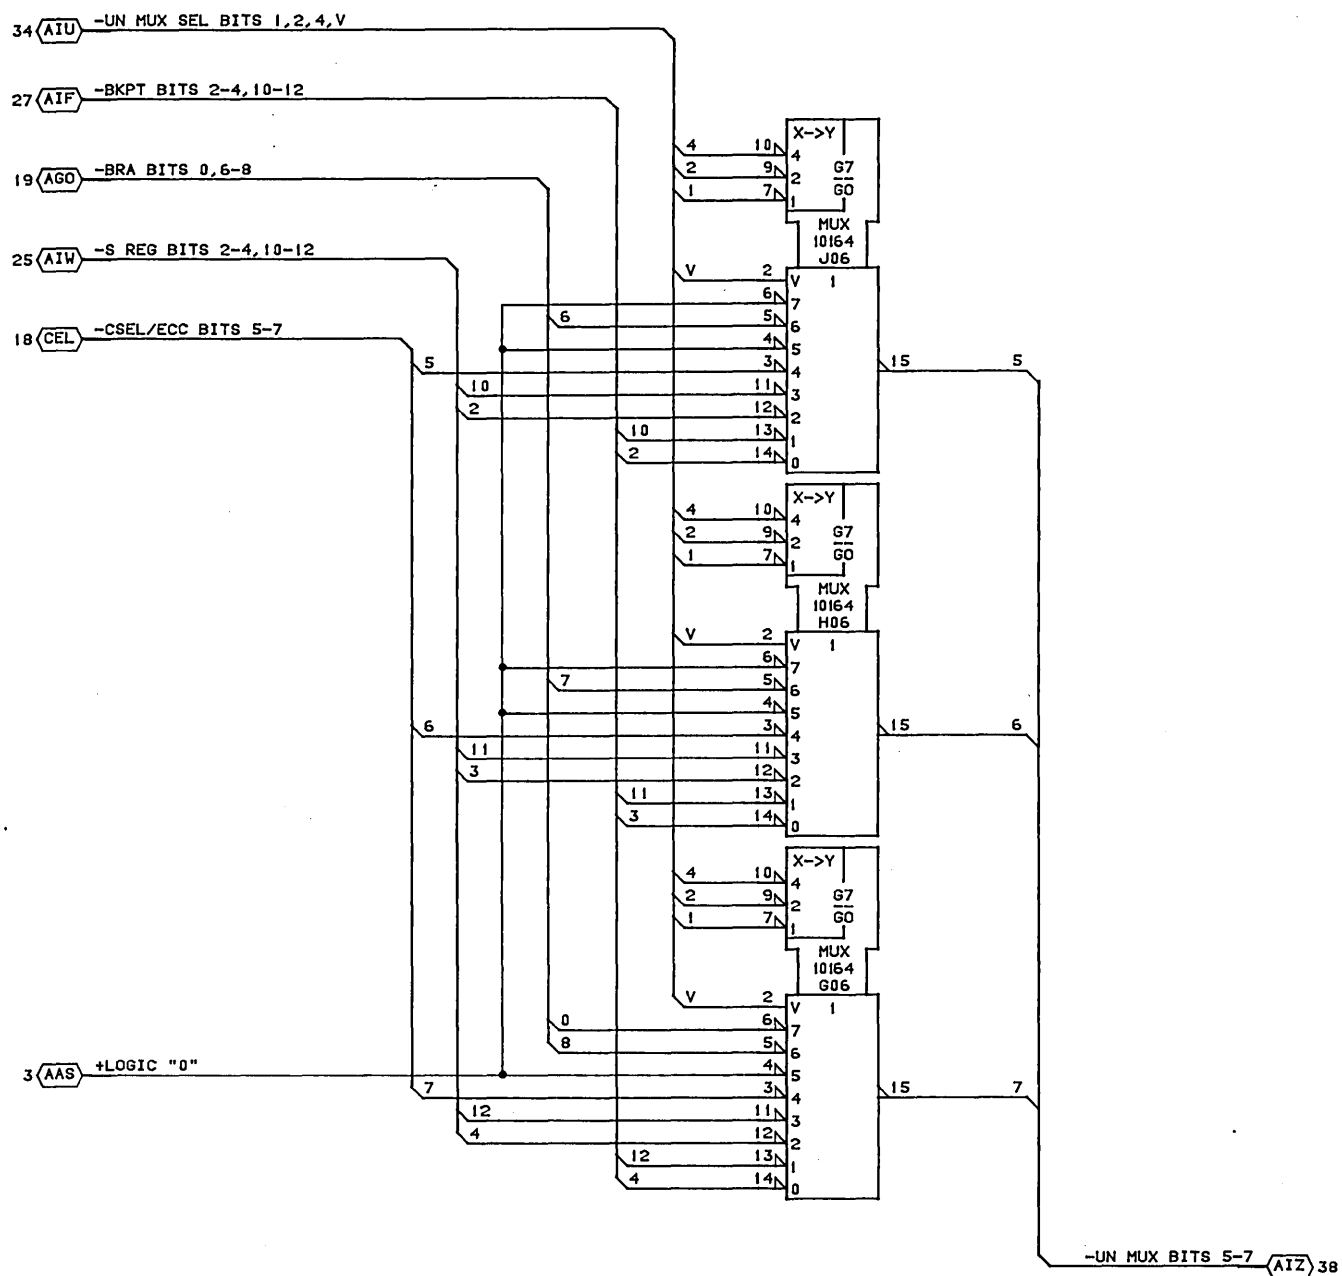 34 AIU -UN MUX SEL BITS 1,2,4,V
27 AIF -BKPT BITS 2-4,10-12
19 AGO -BRA BITS 0,6-8
25 AIW -S REG BITS 2-4,10-12
18 CEL -CSEL/ECC BITS 5-7
X->Y
4 10 4
2 9 2 G7
1 7 1 G0
MUX
10164
J06
V 2 V 1
6 7
6 5 6
4 5
5 3 4 15 5
10 11 3
2 12 2
10 13 1
2 14 0
X->Y
4 10 4
2 9 2 G7
1 7 1 G0
MUX
10164
H06
V 2 V 1
6 7
7 5 6
4 5
6 3 4 15 6
11 11 3
3 12 2
11 13 1
3 14 0
X->Y
4 10 4
2 9 2 G7
1 7 1 G0
MUX
10164
G06
V 2 V 1
0 6 7
8 5 6
3 AAS +LOGIC "0" 4 5
7 3 4 15 7
12 11 3
4 12 2
12 13 1
4 14 0
-UN MUX BITS 5-7 AIZ 38